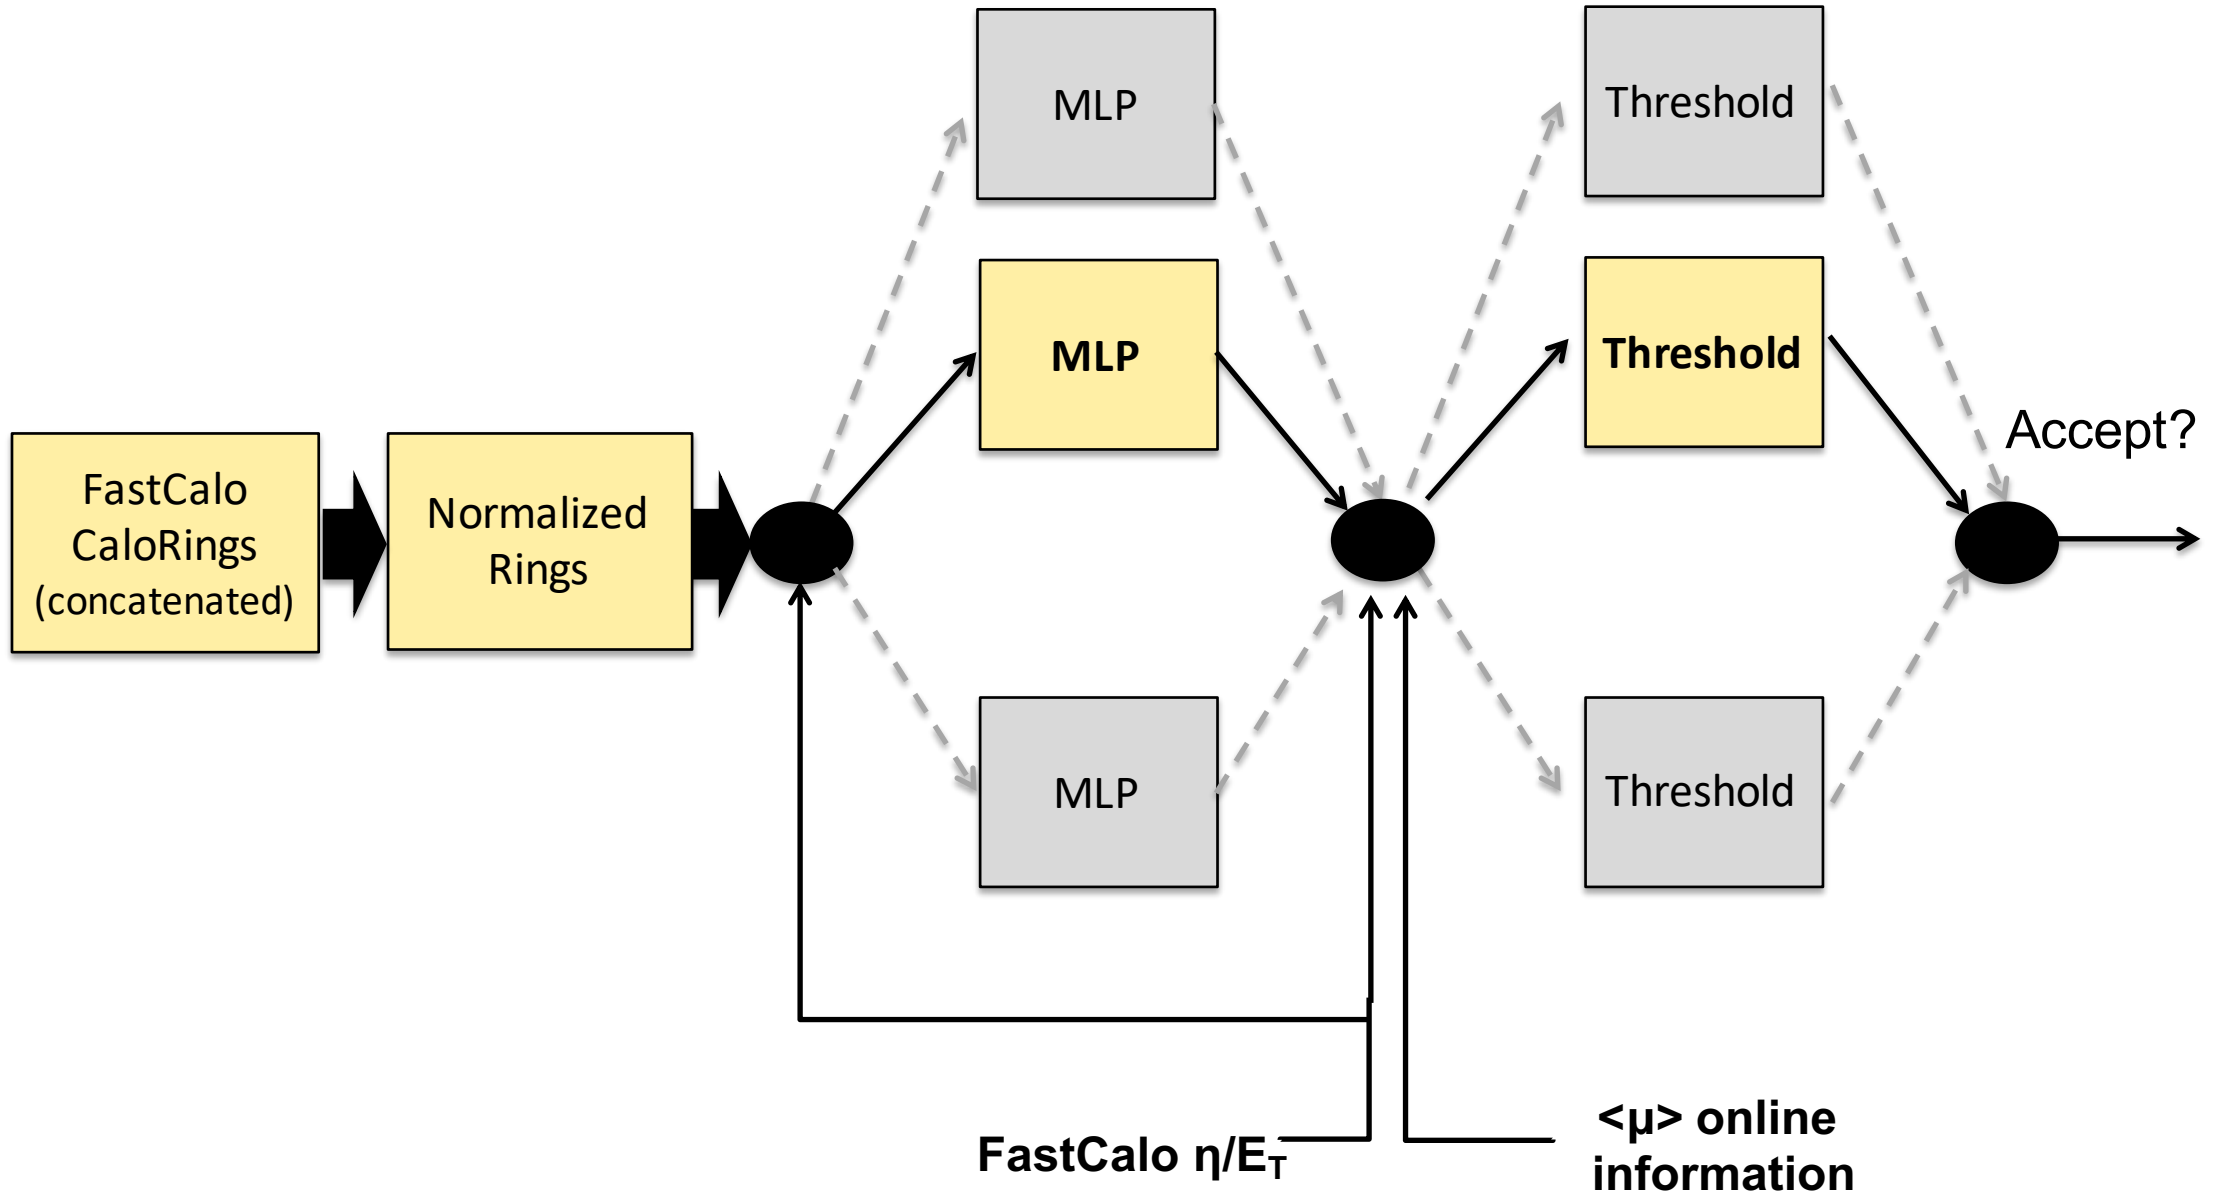 MLP
Threshold
MLP
Threshold
Accept?
FastCalo
CaloRings
(concatenated)
Normalized
Rings
MLP
Threshold
FastCalo η/E_T
<µ> online
information